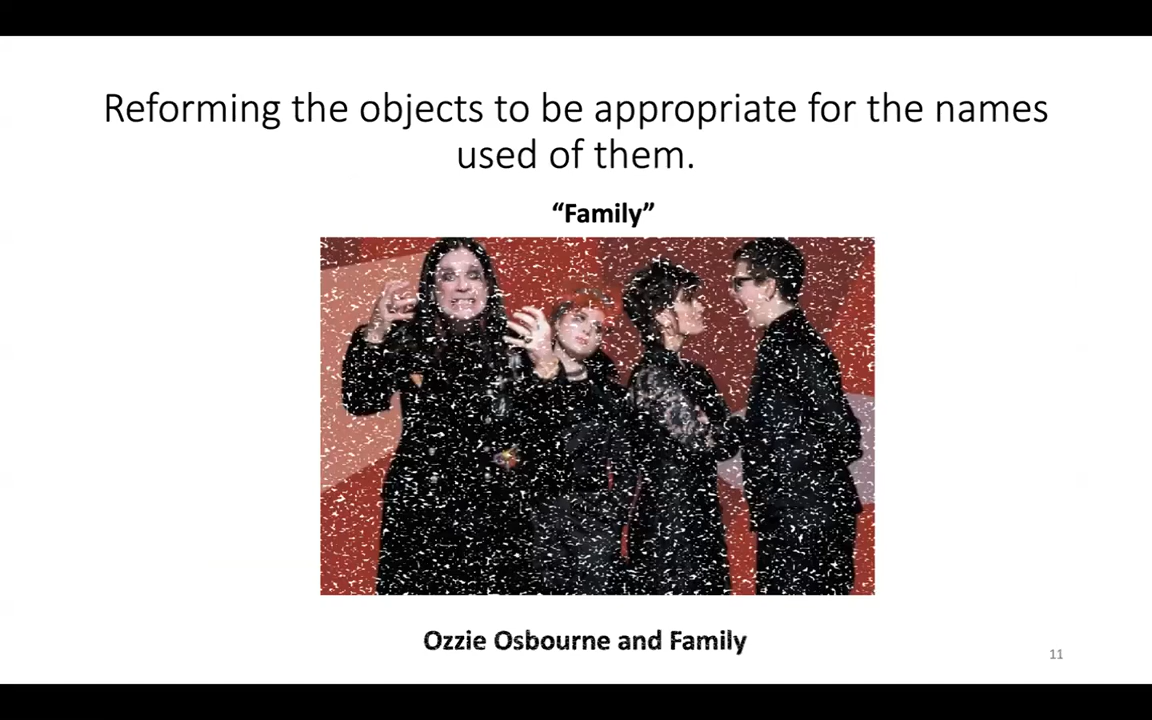 Reforming the objects to be appropriate for the names
used of them.
“Family”
Ozzie Osbourne and Family
11